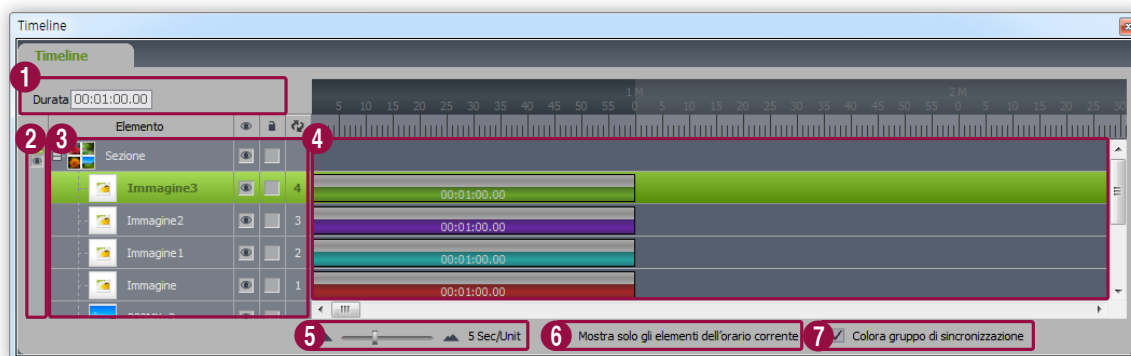 Timeline
Timeline
1
Durata 00:01:00.00
1 M 2 M
5 10 15 20 25 30 35 40 45 50 55 0 5 10 15 20 25 30 35 40 45 50 55 0 5 10 15 20 25 30
2 3 Elemento 4
Sezione
Immagine3 4 00:01:00.00
Immagine2 3 00:01:00.00
Immagine1 2 00:01:00.00
Immagine 1 00:01:00.00
5 5 Sec/Unit 6 Mostra solo gli elementi dell'orario corrente 7 Colora gruppo di sincronizzazione